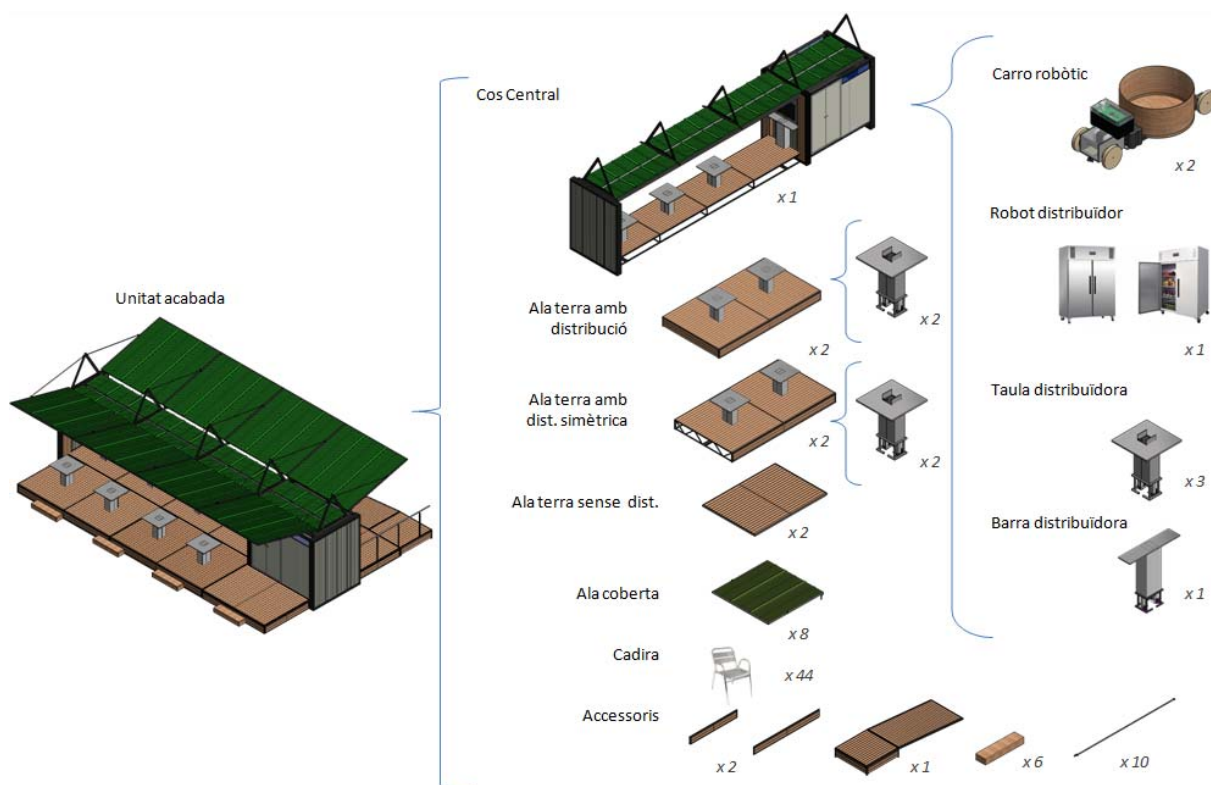 Unitat acabada
Cos Central
x 1
Ala terra amb
distribució
x 2
x 2
Ala terra amb
dist. simètrica
x 2
x 2
Ala terra sense dist.
x 2
Ala coberta
x 8
Cadira
x 44
Accessoris
x 2
x 1
x 6
x 10
Carro robòtic
x 2
Robot distribuïdor
x 1
Taula distribuïdora
x 3
Barra distribuïdora
x 1